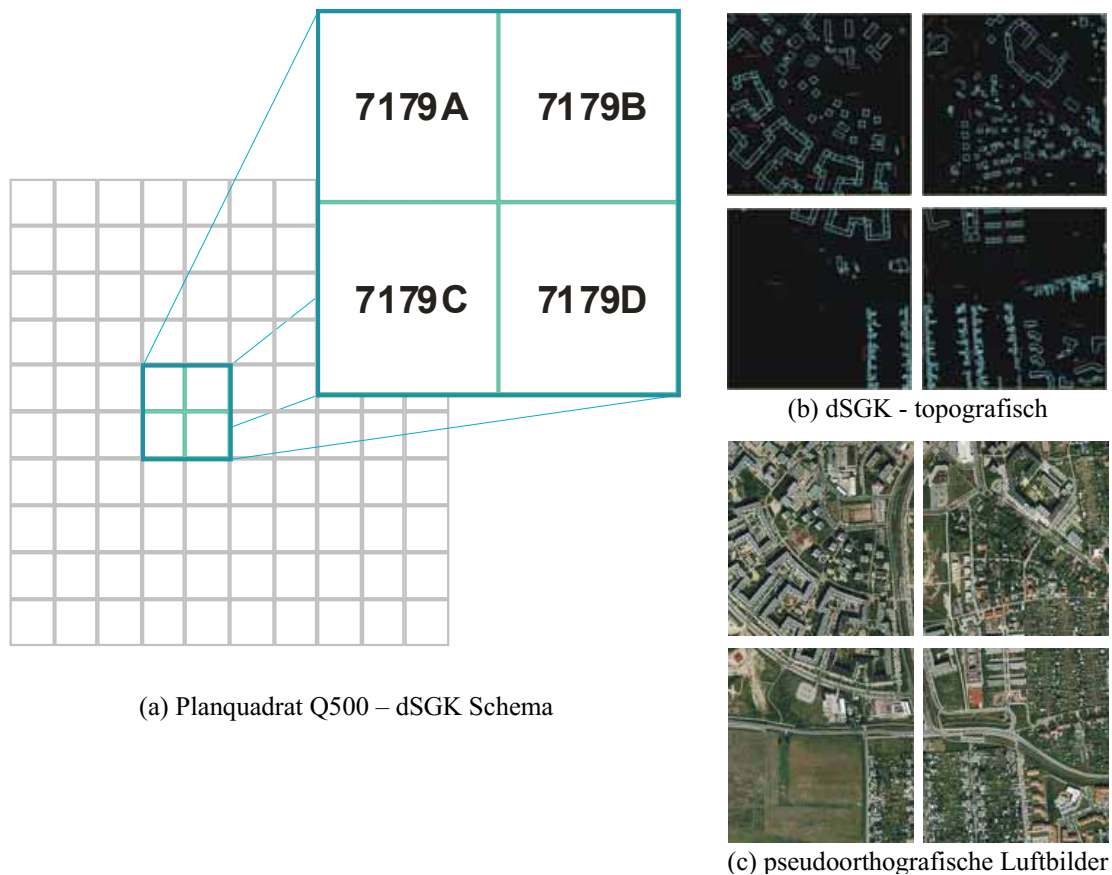 7179A
7179B
7179C
7179D
(a) Planquadrat Q500 – dSGK Schema
(b) dSGK - topografisch
(c) pseudoorthografische Luftbilder